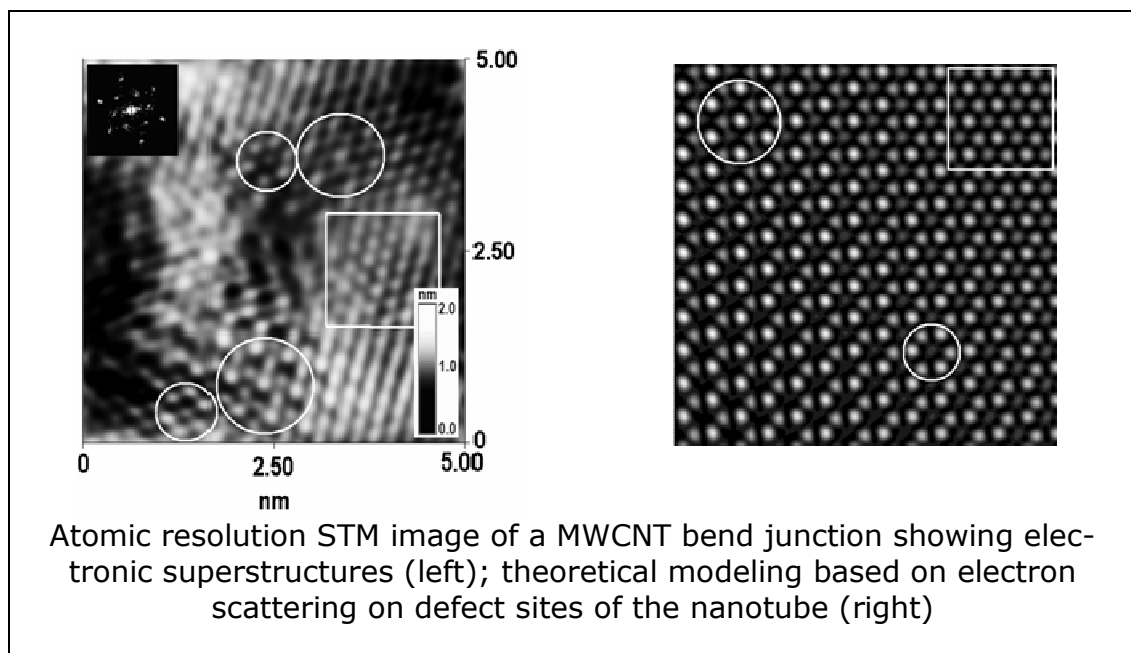 5.00
2.50
nm
2.0
1.0
0.0
0
0
2.50
5.00
nm
Atomic resolution STM image of a MWCNT bend junction showing elec-
tronic superstructures (left); theoretical modeling based on electron
scattering on defect sites of the nanotube (right)